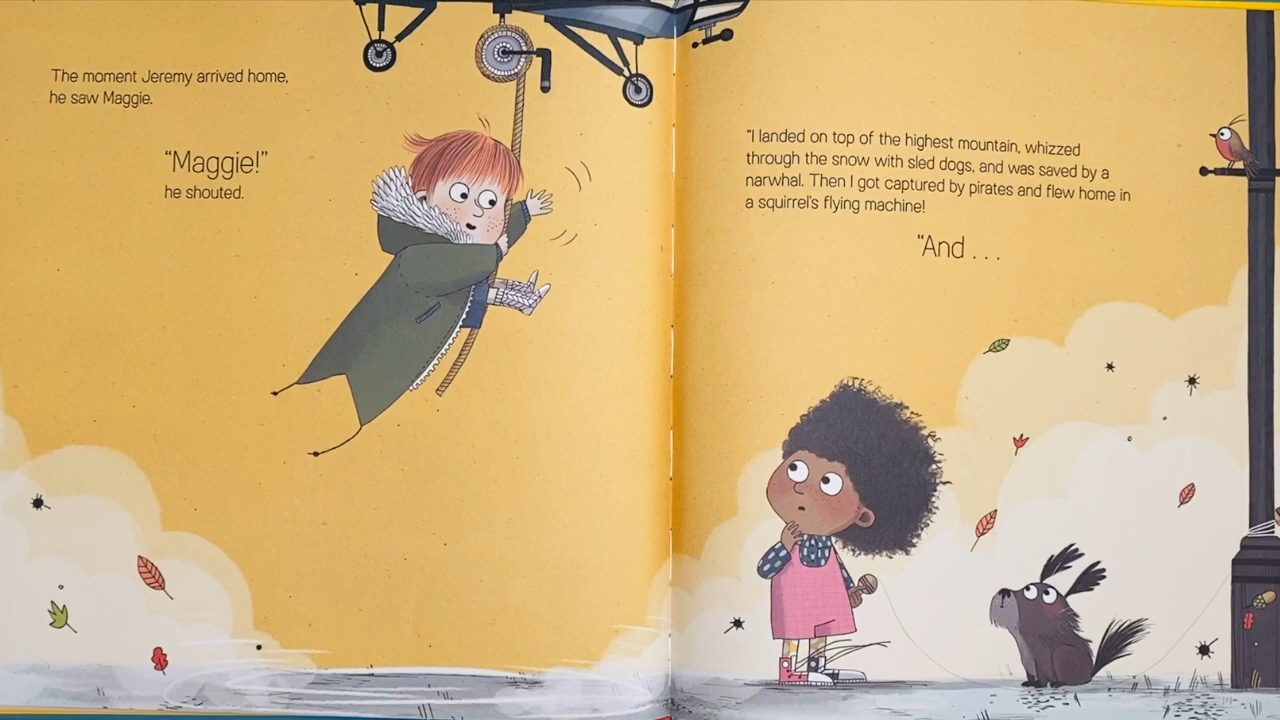 The moment Jeremy arrived home,
he saw Maggie.
“Maggie!”
he shouted.
“I landed on top of the highest mountain, whizzed
through the snow with sled dogs, and was saved by a
narwhal. Then I got captured by pirates and flew home in
a squirrel’s flying machine!
“And . . .